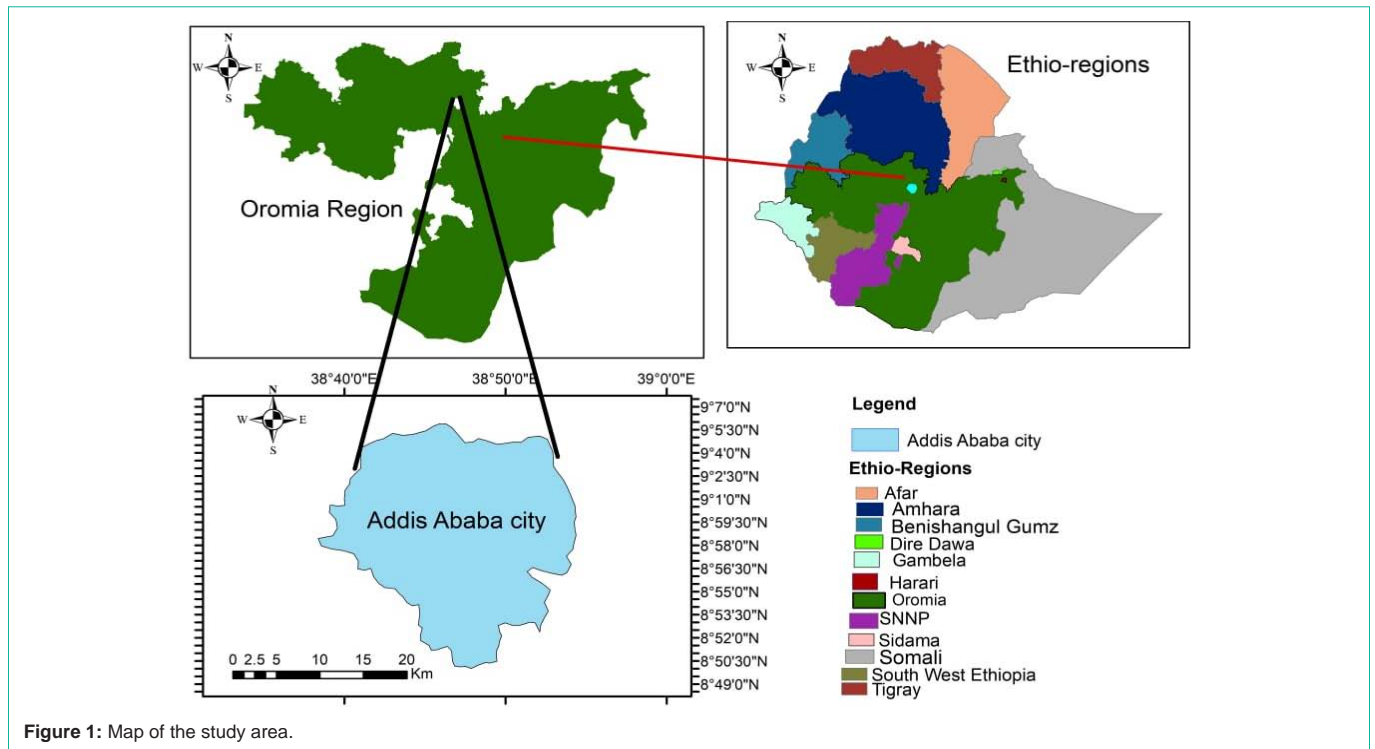 N
W E
S
Oromia Region
N
W E
S
Ethio-regions
38°40'0"E 38°50'0"E 39°0'0"E
N
W E
S
Addis Ababa city
0 2.5 5 10 15 20
Km
9°7'0"N
9°5'30"N
9°4'0"N
9°2'30"N
9°1'0"N
8°59'30"N
8°58'0"N
8°56'30"N
8°55'0"N
8°53'30"N
8°52'0"N
8°50'30"N
8°49'0"N
Legend
Addis Ababa city
Ethio-Regions
Afar
Amhara
Benishangul Gumz
Dire Dawa
Gambela
Harari
Oromia
SNNP
Sidama
Somali
South West Ethiopia
Tigray
Figure 1: Map of the study area.